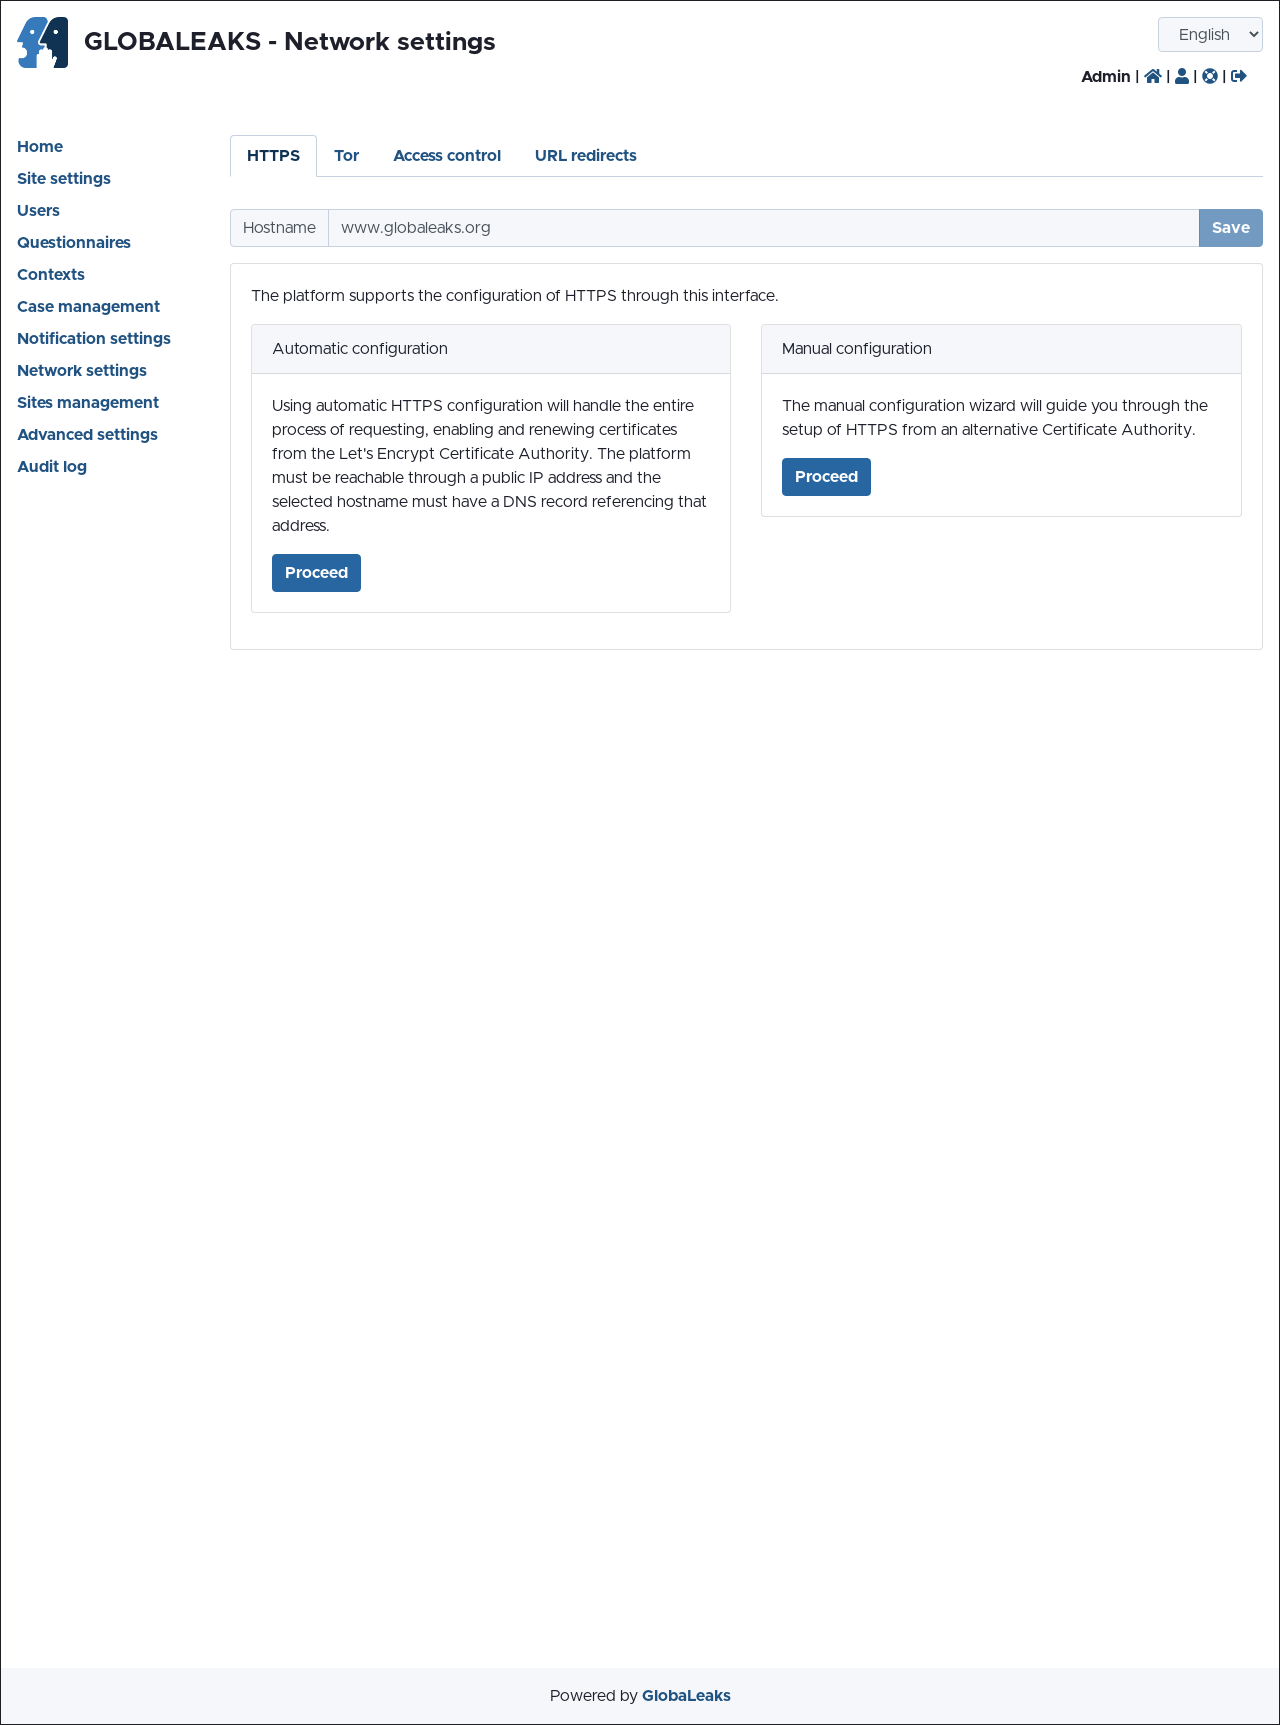 GLOBALEAKS - Network settings
English
Admin | | | |
Home
Site settings
Users
Questionnaires
Contexts
Case management
Notification settings
Network settings
Sites management
Advanced settings
Audit log
HTTPS Tor Access control URL redirects
Hostname www.globaleaks.org Save
The platform supports the configuration of HTTPS through this interface.
Automatic configuration
Using automatic HTTPS configuration will handle the entire
process of requesting, enabling and renewing certificates
from the Let's Encrypt Certificate Authority. The platform
must be reachable through a public IP address and the
selected hostname must have a DNS record referencing that
address.
Proceed
Manual configuration
The manual configuration wizard will guide you through the
setup of HTTPS from an alternative Certificate Authority.
Proceed
Powered by GlobaLeaks